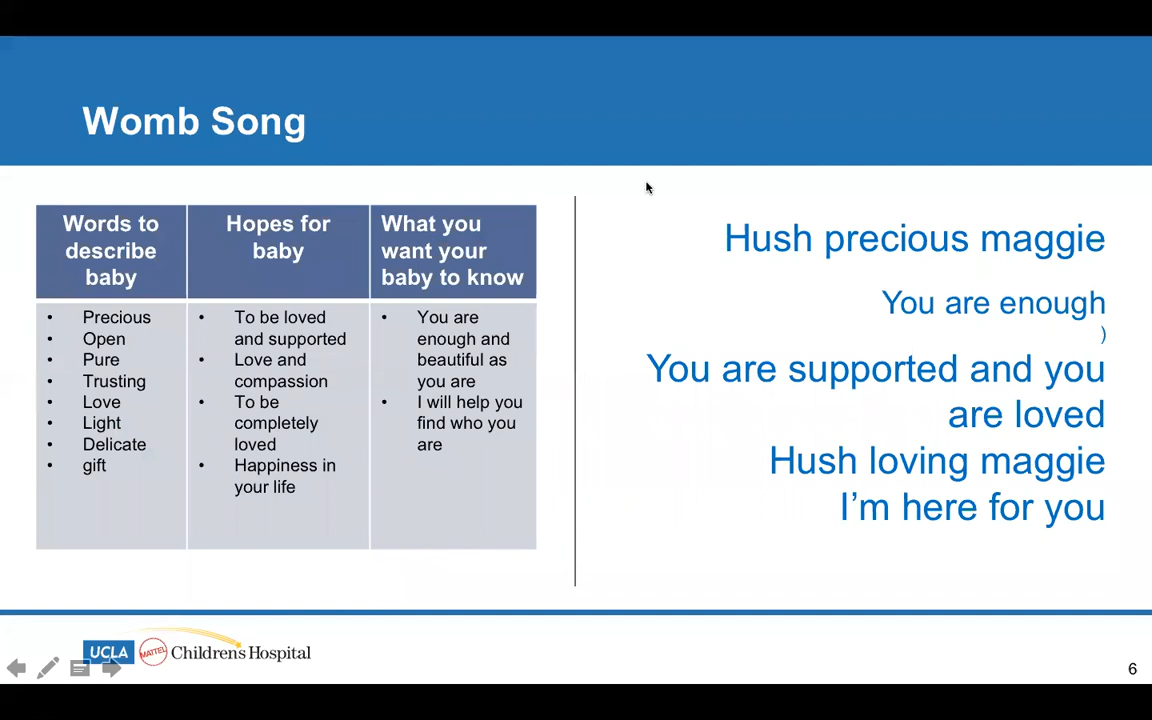 Womb Song
Words to
describe
baby
Hopes for
baby
What you
want your
baby to know
• Precious
• Open
• Pure
• Trusting
• Love
• Light
• Delicate
• gift
• To be loved
and supported
• Love and
compassion
• To be
completely
loved
• Happiness in
your life
• You are
enough and
beautiful as
you are
• I will help you
find who you
are
Hush precious maggie
You are enough
)
You are supported and you
are loved
Hush loving maggie
I’m here for you
UCLA MATTEL Children's Hospital
6